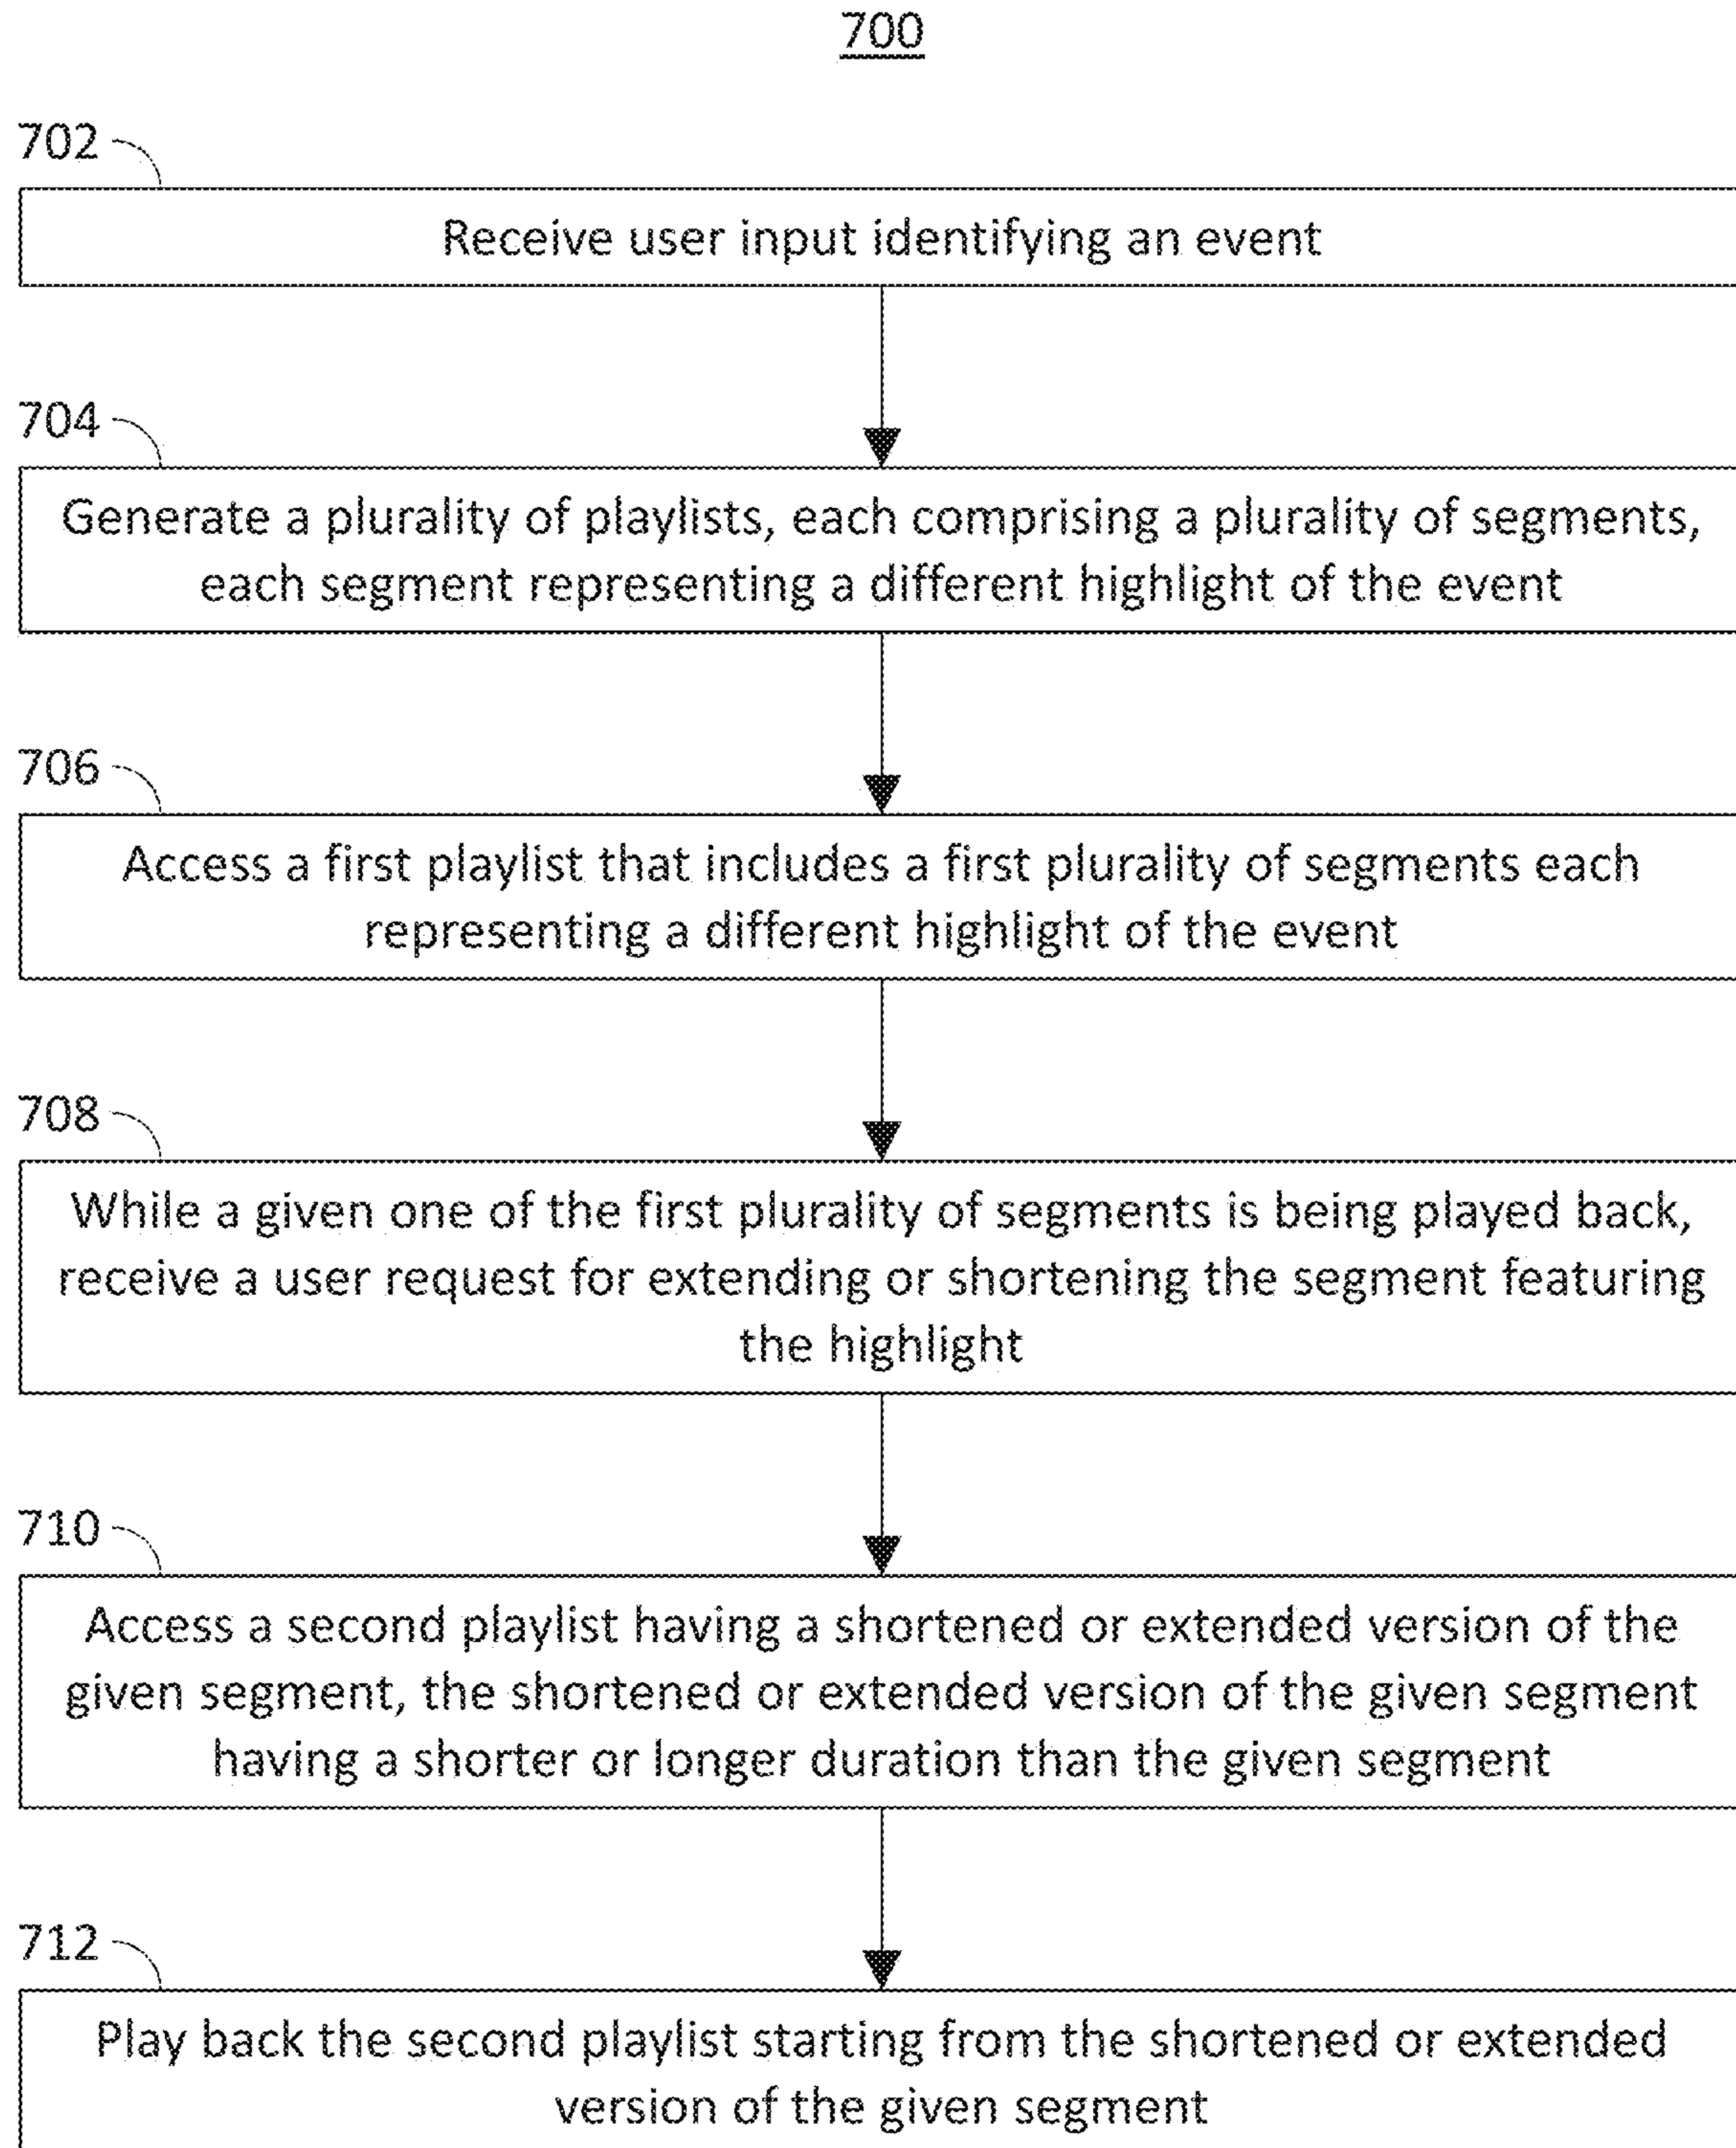 700
702
Receive user input identifying an event
704
Generate a plurality of playlists, each comprising a plurality of segments,
each segment representing a different highlight of the event
706
Access a first playlist that includes a first plurality of segments each
representing a different highlight of the event
708
While a given one of the first plurality of segments is being played back,
receive a user request for extending or shortening the segment featuring
the highlight
710
Access a second playlist having a shortened or extended version of the
given segment, the shortened or extended version of the given segment
having a shorter or longer duration than the given segment
712
Play back the second playlist starting from the shortened or extended
version of the given segment